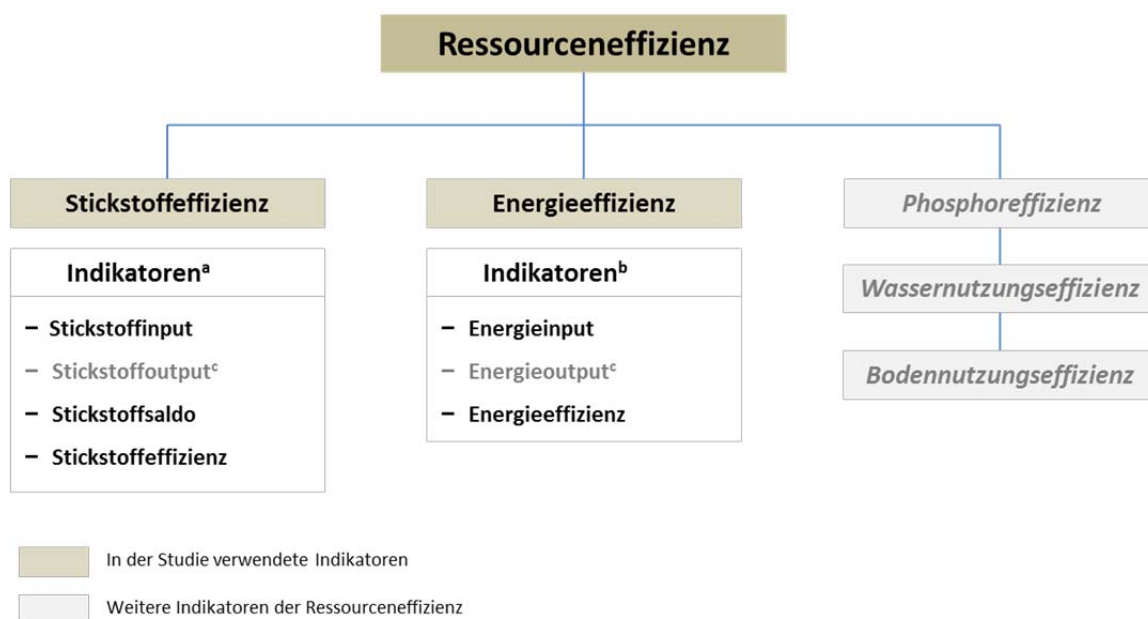 Ressourceneffizienz
Stickstoffeffizienz
Indikatorenᵃ
– Stickstoffinput
– Stickstoffoutputᶜ
– Stickstoffsaldo
– Stickstoffeffizienz
Energieeffizienz
Indikatorenᵇ
– Energieinput
– Energieoutputᶜ
– Energieeffizienz
Phosphoreffizienz
Wassernutzungseffizienz
Bodennutzungseffizienz
In der Studie verwendete Indikatoren
Weitere Indikatoren der Ressourceneffizienz